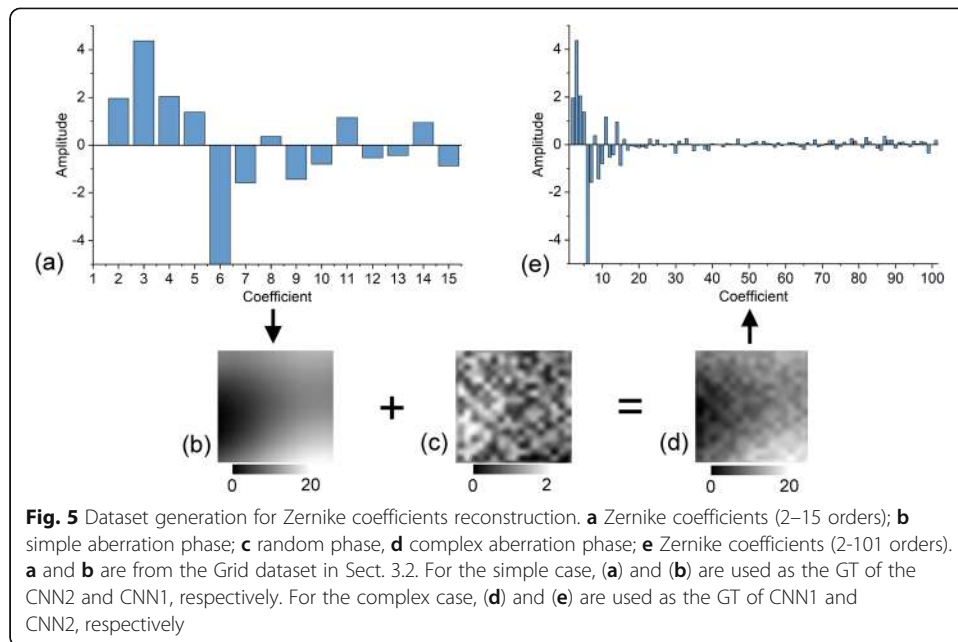 4
2
0
-2
-4
Amplitude
(a)
1 2 3 4 5 6 7 8 9 10 11 12 13 14 15
Coefficient
4
2
0
-2
-4
Amplitude
(e)
10 20 30 40 50 60 70 80 90 100
Coefficient
(b)
0 20
+
(c)
0 2
=
(d)
0 20
Fig. 5 Dataset generation for Zernike coefficients reconstruction. a Zernike coefficients (2–15 orders); b
simple aberration phase; c random phase, d complex aberration phase; e Zernike coefficients (2-101 orders).
a and b are from the Grid dataset in Sect. 3.2. For the simple case, (a) and (b) are used as the GT of the
CNN2 and CNN1, respectively. For the complex case, (d) and (e) are used as the GT of CNN1 and
CNN2, respectively